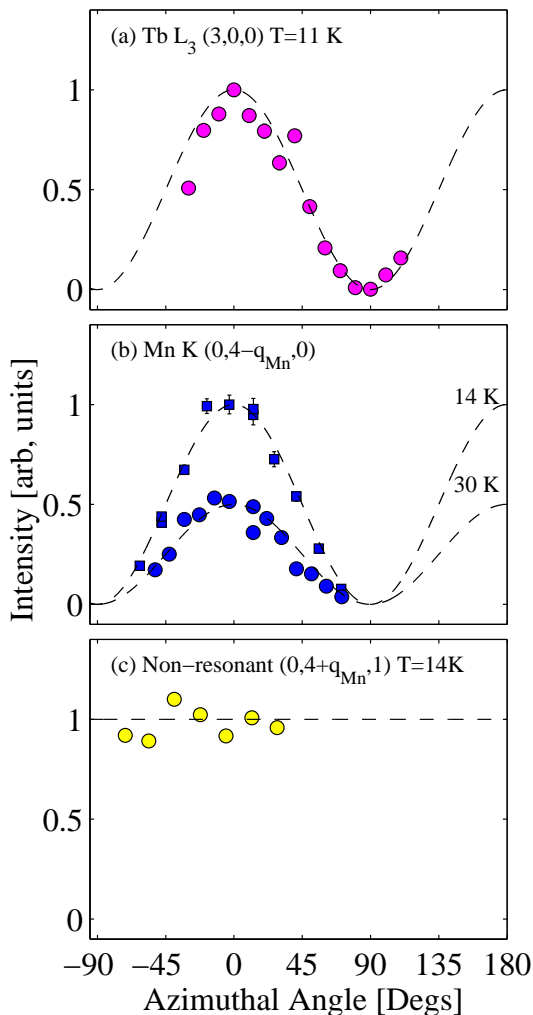 (a) Tb L₃ (3,0,0) T=11 K
1
0.5
0
(b) Mn K (0,4−q_Mn,0)
14 K
1
30 K
0.5
0
Intensity [arb, units]
(c) Non−resonant (0,4+q_Mn,1) T=14K
1
0.5
0
−90 −45 0 45 90 135 180
Azimuthal Angle [Degs]